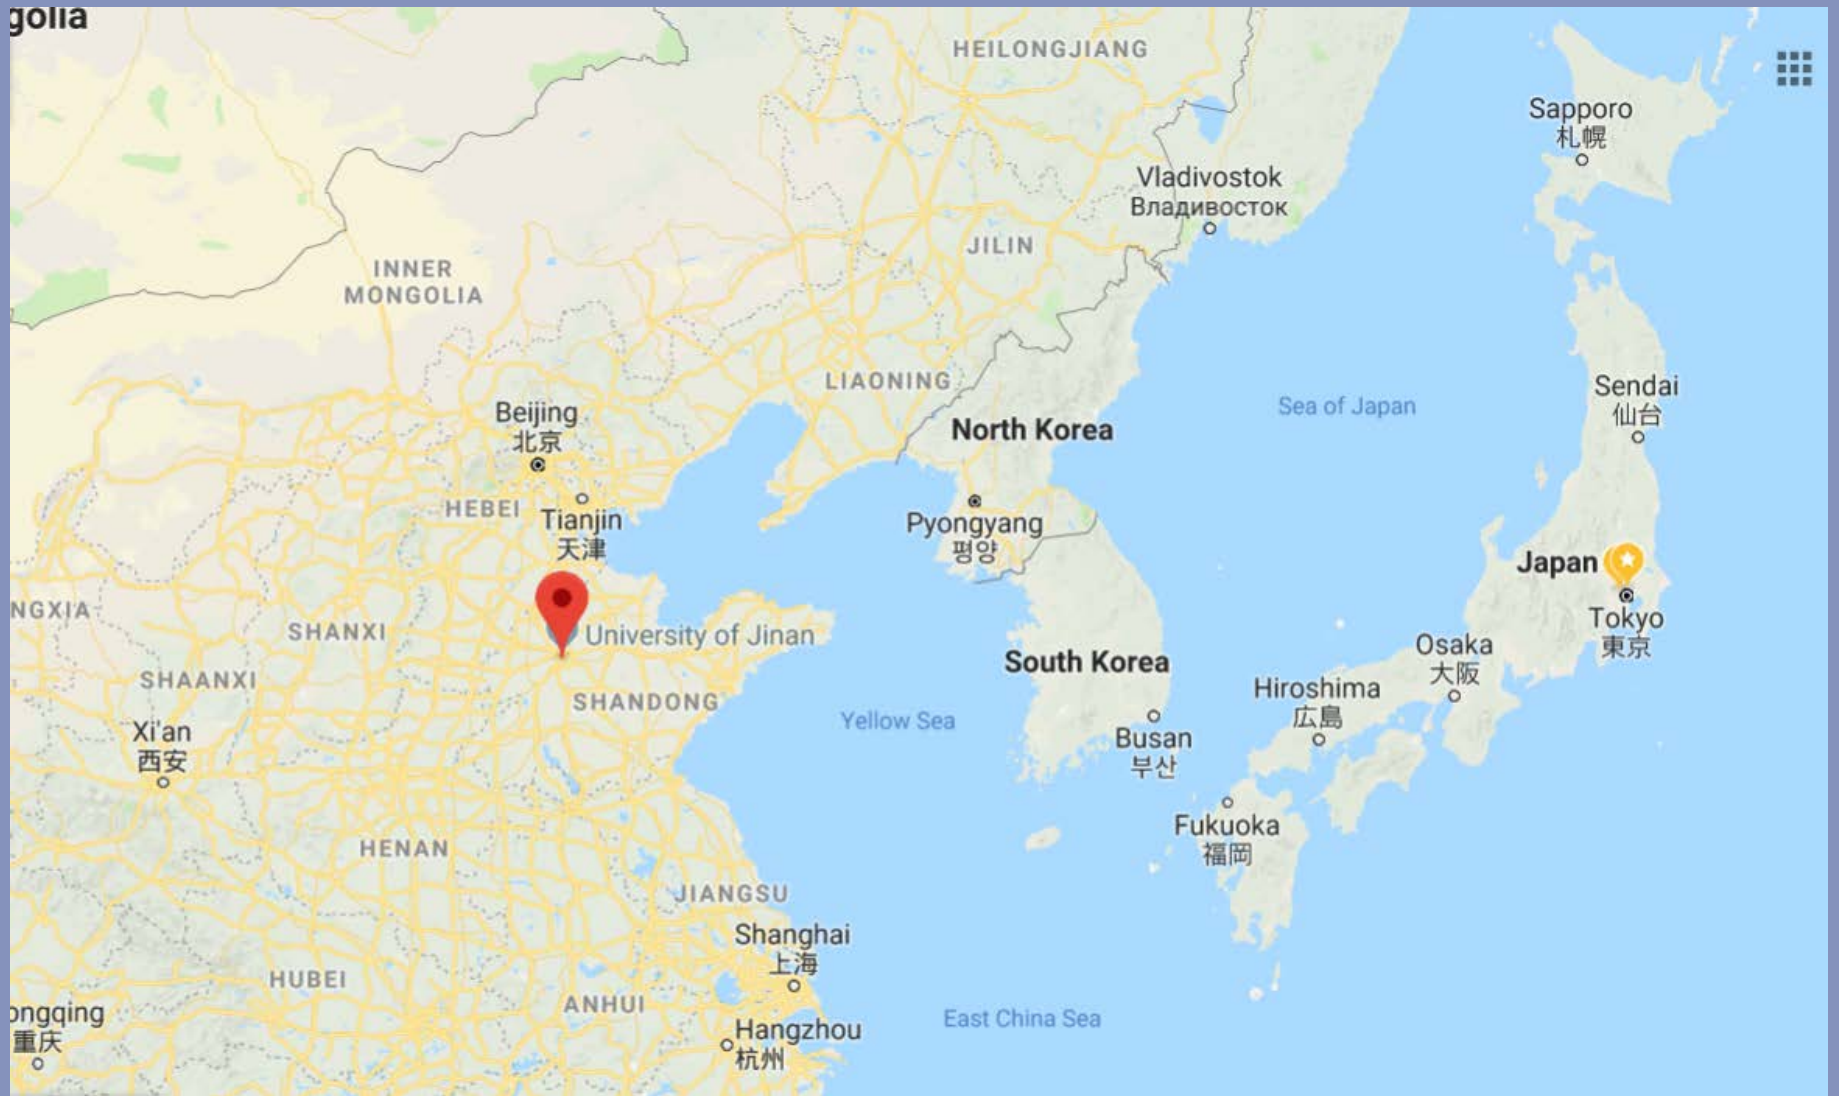 golia
HEILONGJIANG
Sapporo
札幌
Vladivostok
Владивосток
JILIN
INNER
MONGOLIA
LIAONING
Sendai
仙台
Sea of Japan
Beijing
北京
North Korea
HEBEI
Tianjin
天津
Pyongyang
평양
Japan
Tokyo
東京
NGXIA
SHANXI
University of Jinan
Osaka
大阪
South Korea
SHAANXI
SHANDONG
Hiroshima
広島
Yellow Sea
Xi'an
西安
Busan
부산
Fukuoka
福岡
HENAN
JIANGSU
Shanghai
上海
HUBEI
ANHUI
East China Sea
ongqing
重庆
Hangzhou
杭州